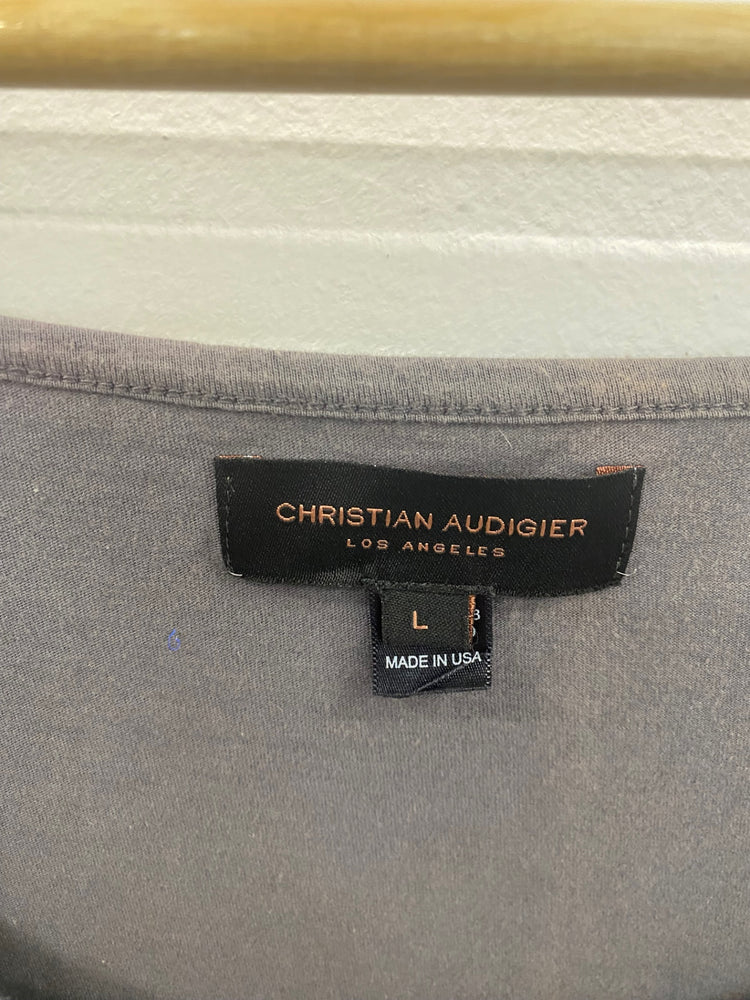 CHRISTIAN AUDIGIER
LOS ANGELES
L
MADE IN USA